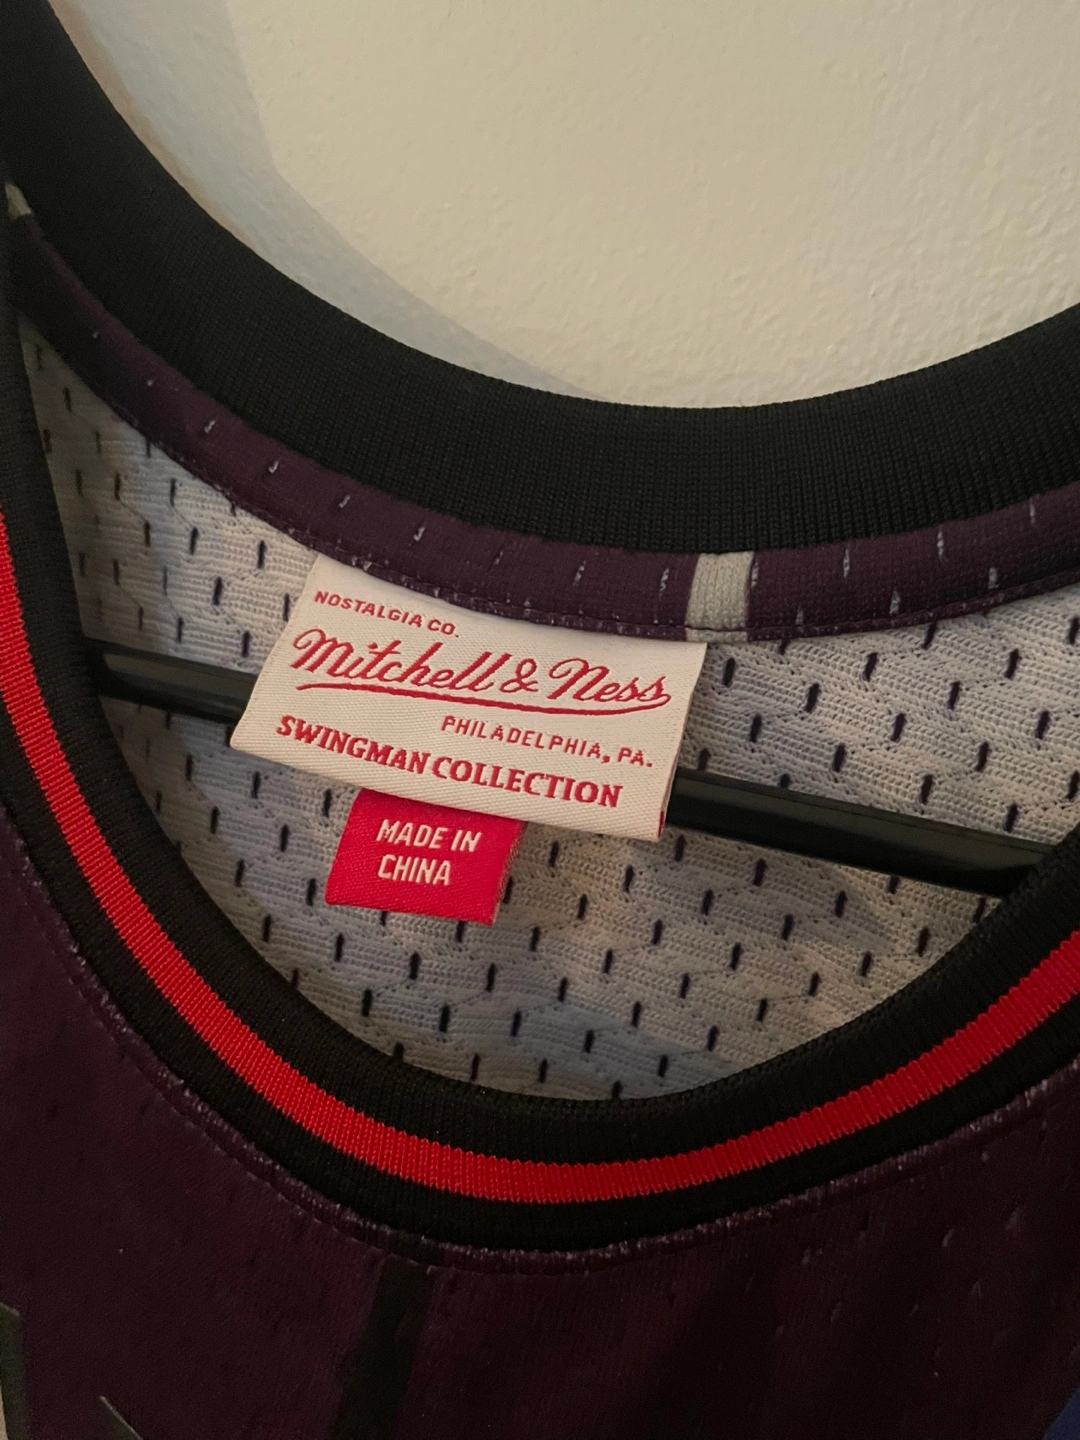 NOSTALGIA CO.
Mitchell & Ness
PHILADELPHIA, PA.
SWINGMAN COLLECTION
MADE IN
CHINA